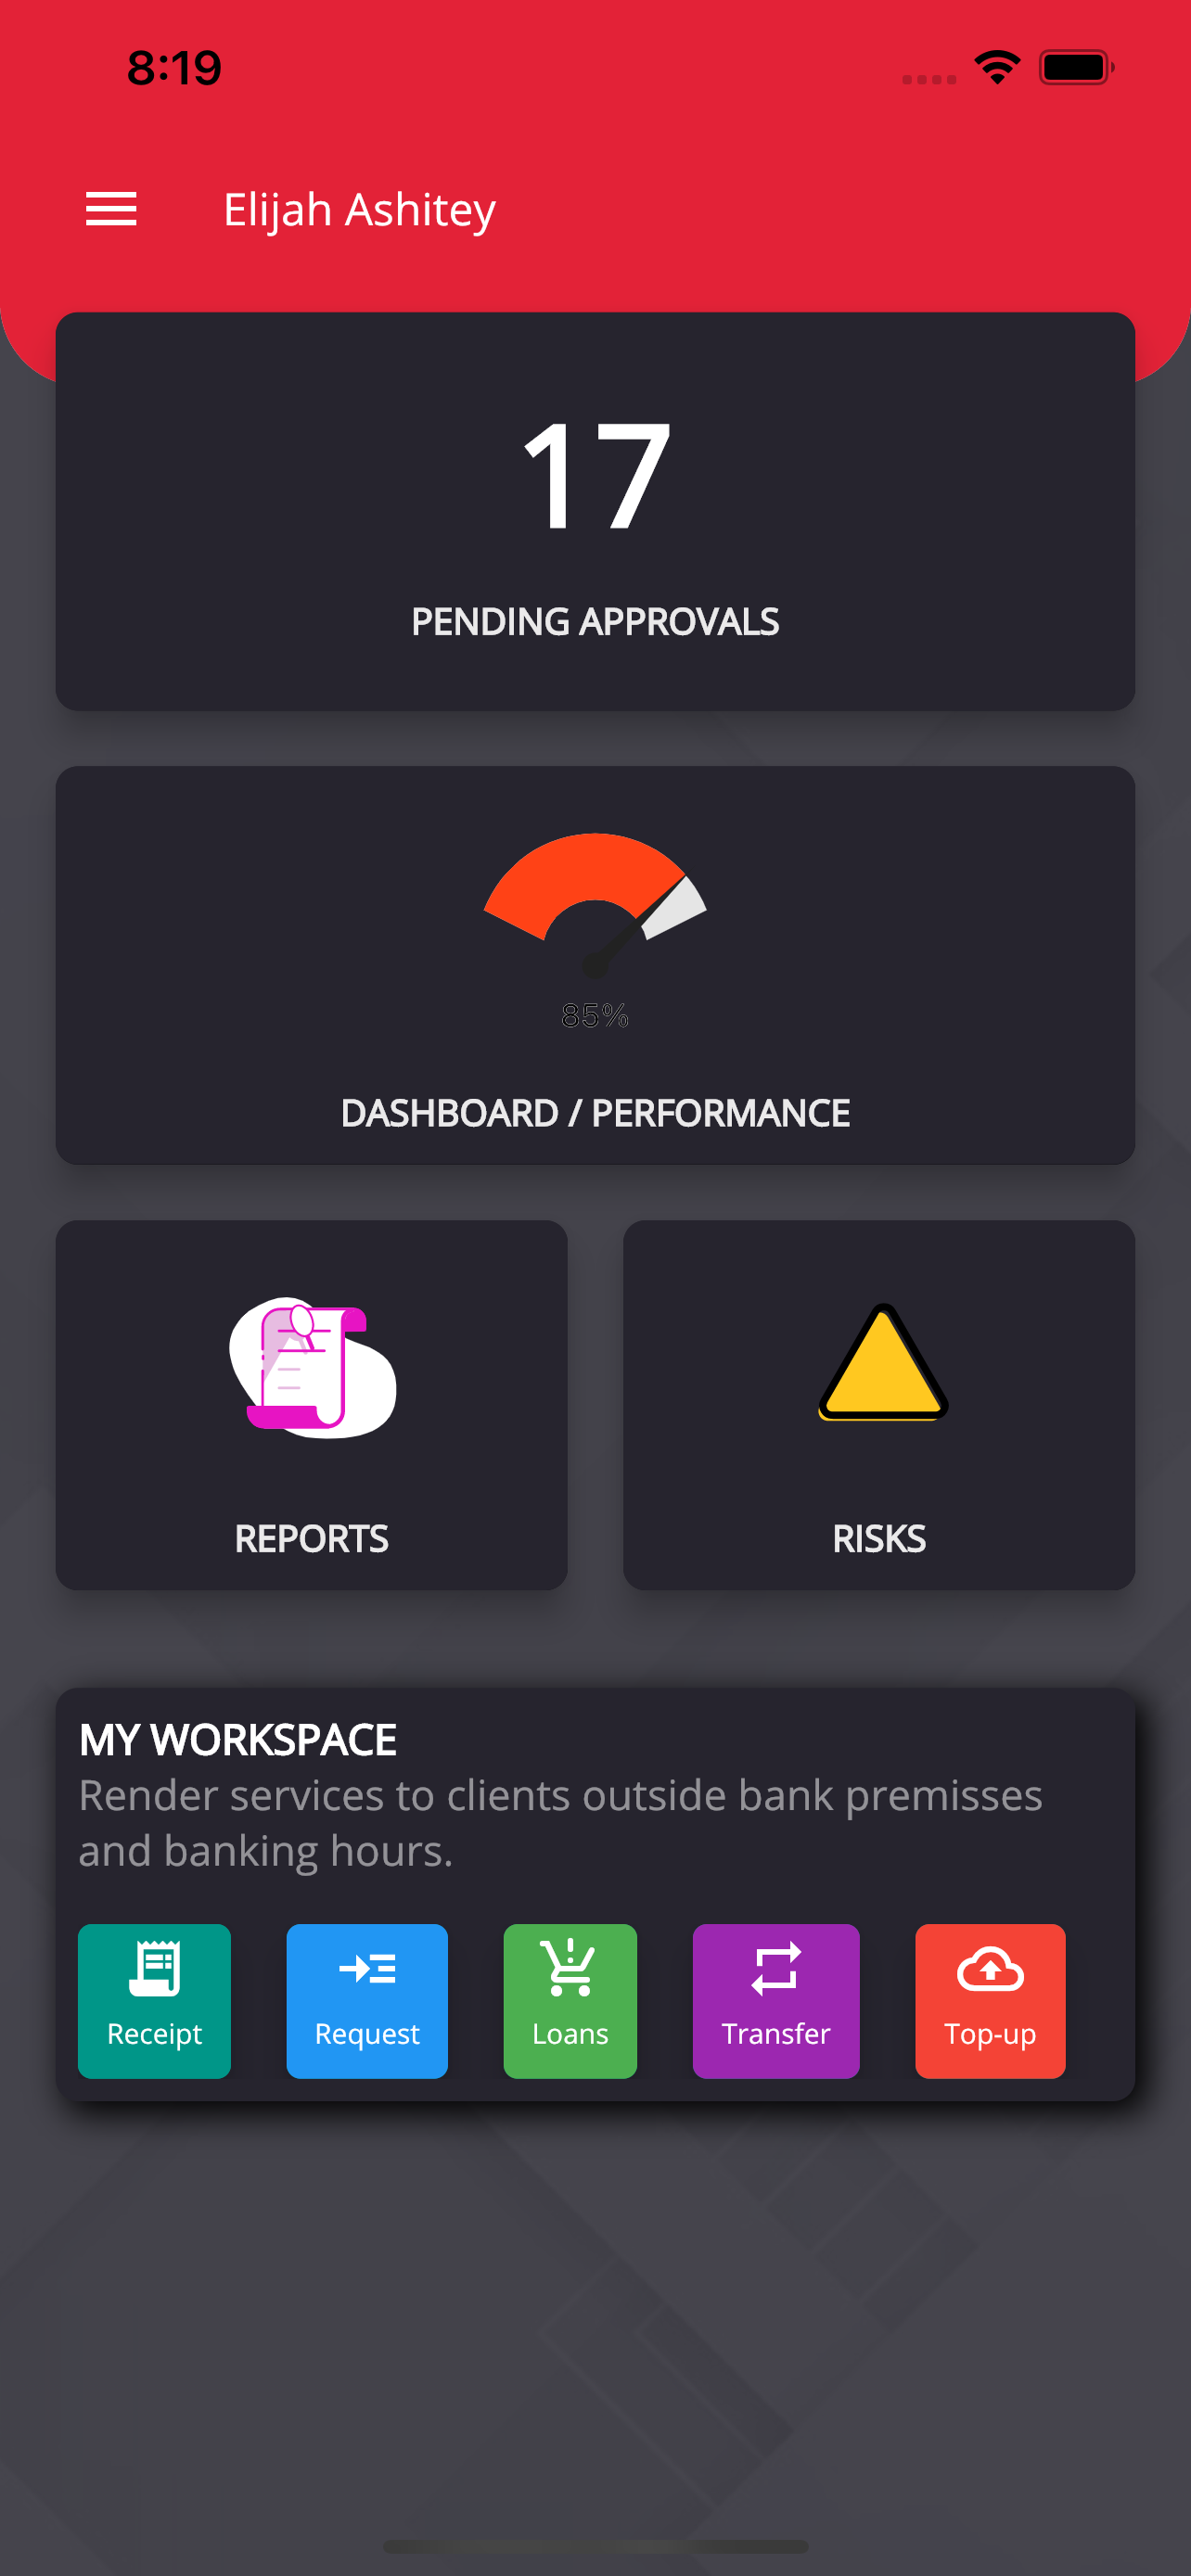 8:19
Elijah Ashitey
17
PENDING APPROVALS
85%
DASHBOARD / PERFORMANCE
REPORTS
RISKS
MY WORKSPACE
Render services to clients outside bank premisses
and banking hours.
Receipt
Request
Loans
Transfer
Top-up